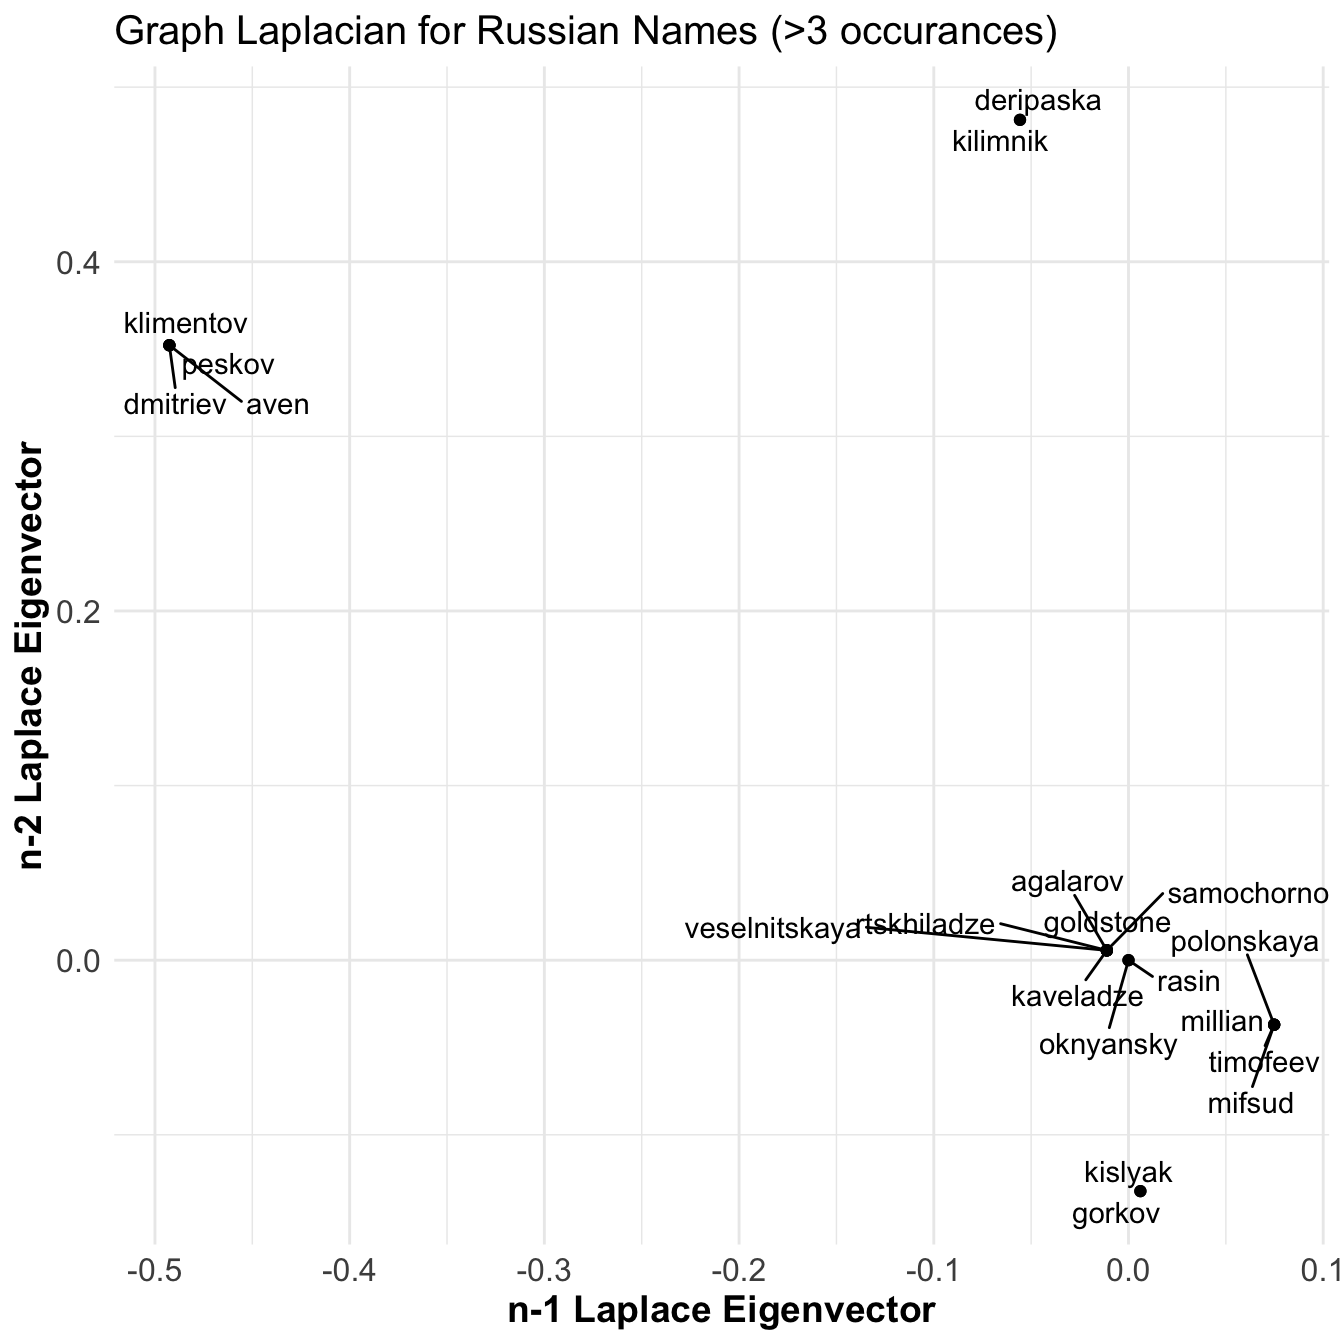 Graph Laplacian for Russian Names (>3 occurances)
deripaska
kilimnik
0.4
klimentov
peskov
dmitriev aven
n-2 Laplace Eigenvector
0.2
agalarov
samochorno
goldstone
veselnitskaya rtskhiladze
polonskaya
0.0
rasin
kaveladze
millian
oknyansky
timofeev
mifsud
kislyak
gorkov
-0.5 -0.4 -0.3 -0.2 -0.1 0.0 0.1
n-1 Laplace Eigenvector